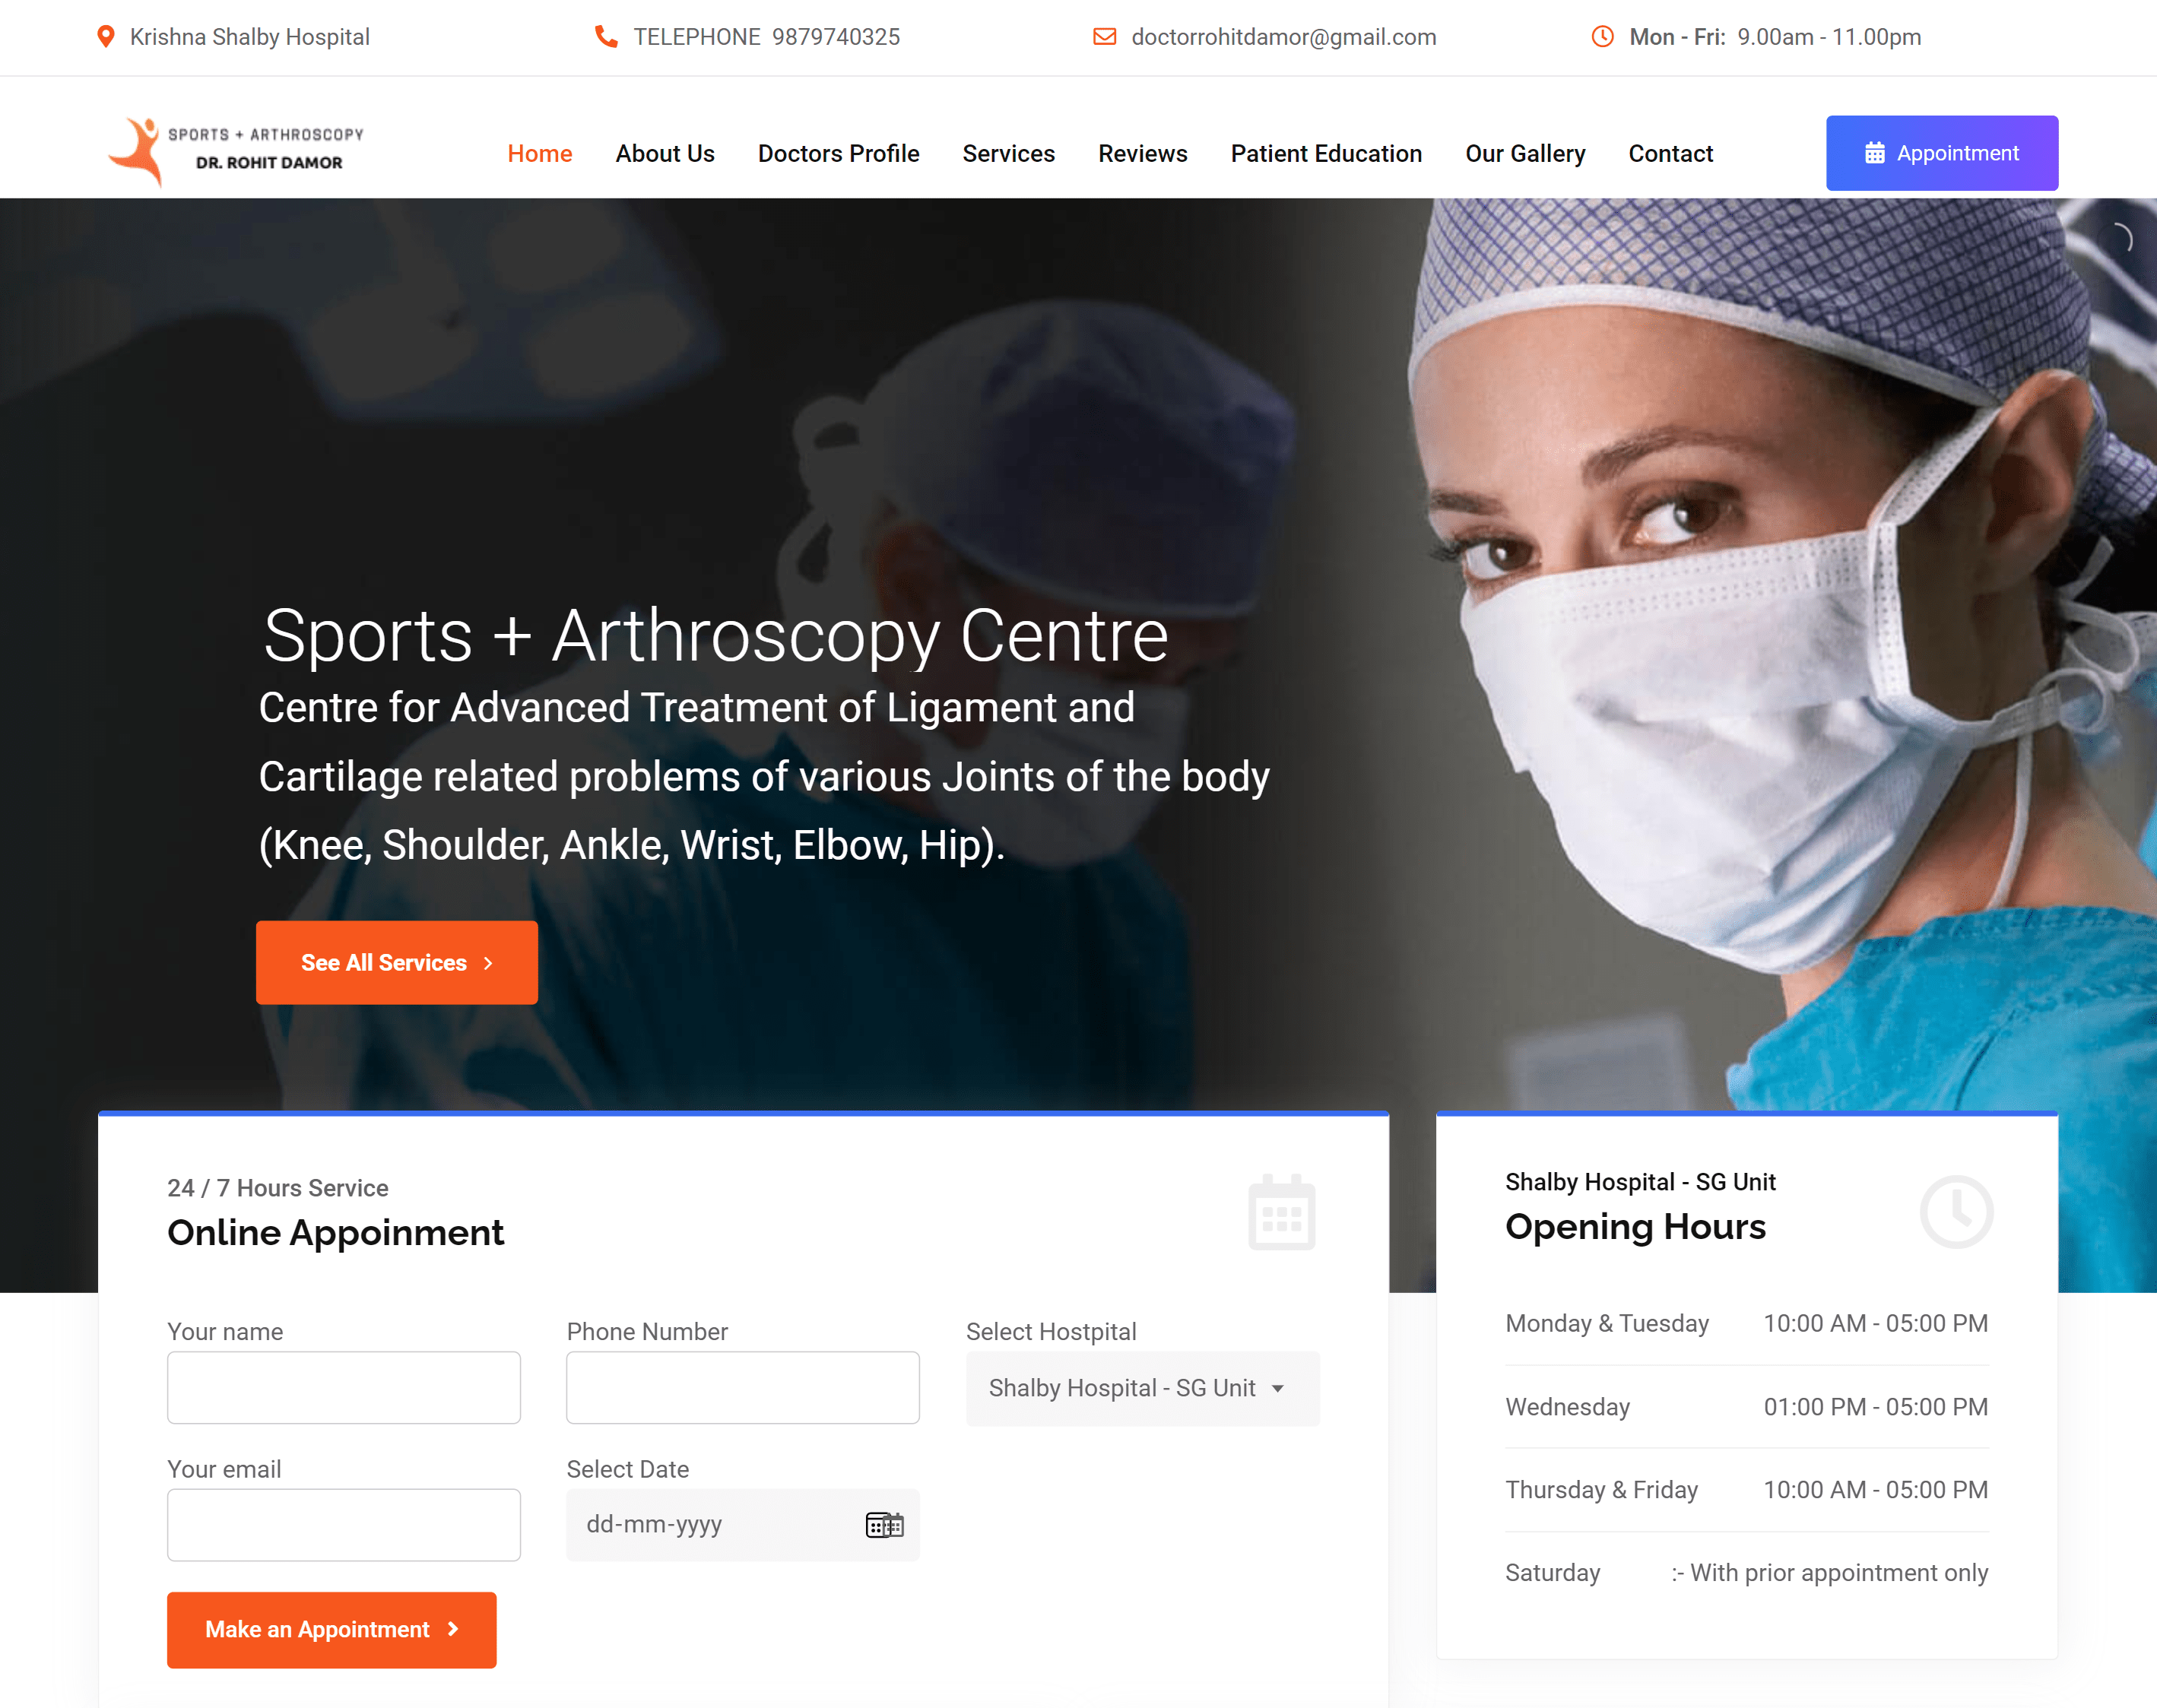 Krishna Shalby Hospital
TELEPHONE 9879740325
doctorrohitdamor@gmail.com
Mon - Fri: 9.00am - 11.00pm
SPORTS + ARTHROSCOPY
DR. ROHIT DAMOR
Home
About Us
Doctors Profile
Services
Reviews
Patient Education
Our Gallery
Contact
Appointment
Sports + Arthroscopy Centre
Centre for Advanced Treatment of Ligament and
Cartilage related problems of various Joints of the body
(Knee, Shoulder, Ankle, Wrist, Elbow, Hip).
See All Services
24 / 7 Hours Service
Online Appoinment
Your name
Phone Number
Select Hostpital
Shalby Hospital - SG Unit
Your email
Select Date
dd-mm-yyyy
Make an Appointment
Shalby Hospital - SG Unit
Opening Hours
Monday & Tuesday 10:00 AM - 05:00 PM
Wednesday 01:00 PM - 05:00 PM
Thursday & Friday 10:00 AM - 05:00 PM
Saturday :- With prior appointment only